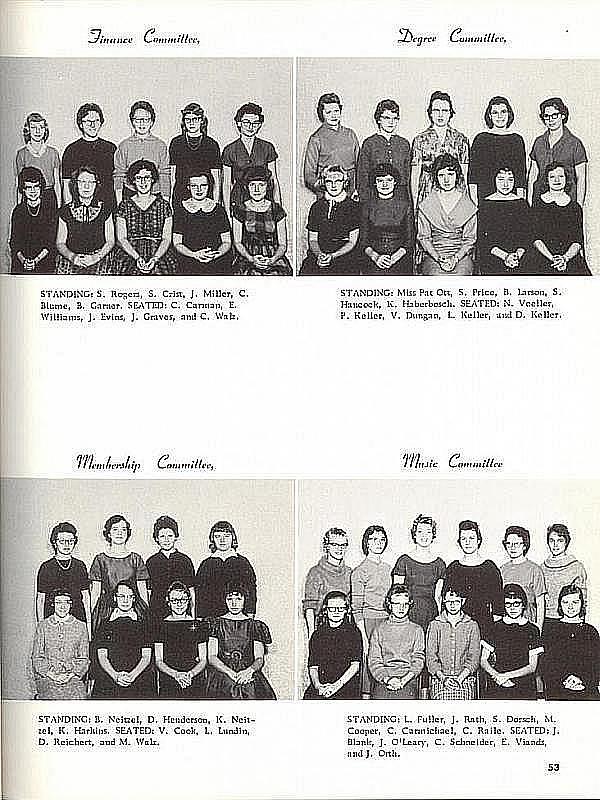 Finance Committee,
STANDING: S. Rogers, S. Crist, J. Miller, C.
Blume, B. Garner. SEATED: C. Carman, E.
Williams, J. Evins, J. Graves, and C. Walz.
Degree Committee,
STANDING: Miss Pat Ott, S. Price, B. Larson, S.
Hancock, K. Haberbosch. SEATED: N. Voeller,
P. Keller, V. Dungan, L. Keller, and D. Keller.
Membership Committee,
STANDING: B. Neitzel, D. Henderson, K. Neit-
zel, K. Harkins. SEATED: V. Cook, L. Lundin,
D. Reichert, and M. Walz.
Music Committee
STANDING: L. Fuller, J. Rath, S. Dorsch, M.
Cooper, C. Carmichael, C. Raile. SEATED: J.
Blank, J. O'Leary, C. Schneider, E. Viands,
and J. Orth.
53